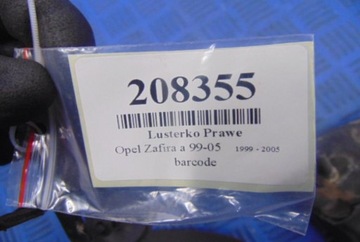 208355
Lusterko Prawe
Opel Zafira a 99-05 1999 - 2005
barcode